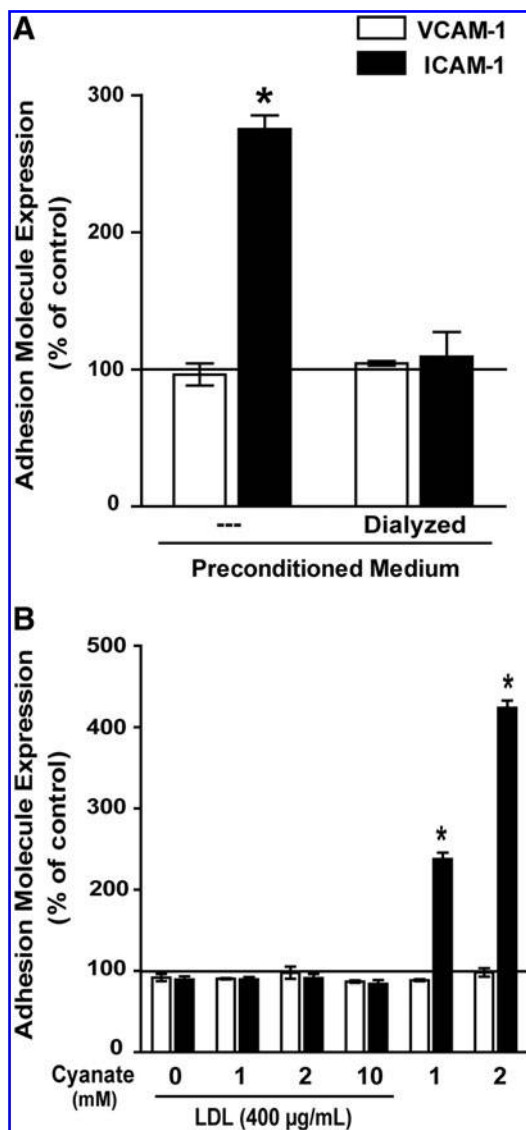 A
VCAM-1
ICAM-1
Adhesion Molecule Expression
(% of control)
300
200
100
0
*
---
Dialyzed
Preconditioned Medium
B
Adhesion Molecule Expression
(% of control)
500
400
300
200
100
0
*
*
Cyanate 0 1 2 10 1 2
(mM)
LDL (400 µg/mL)